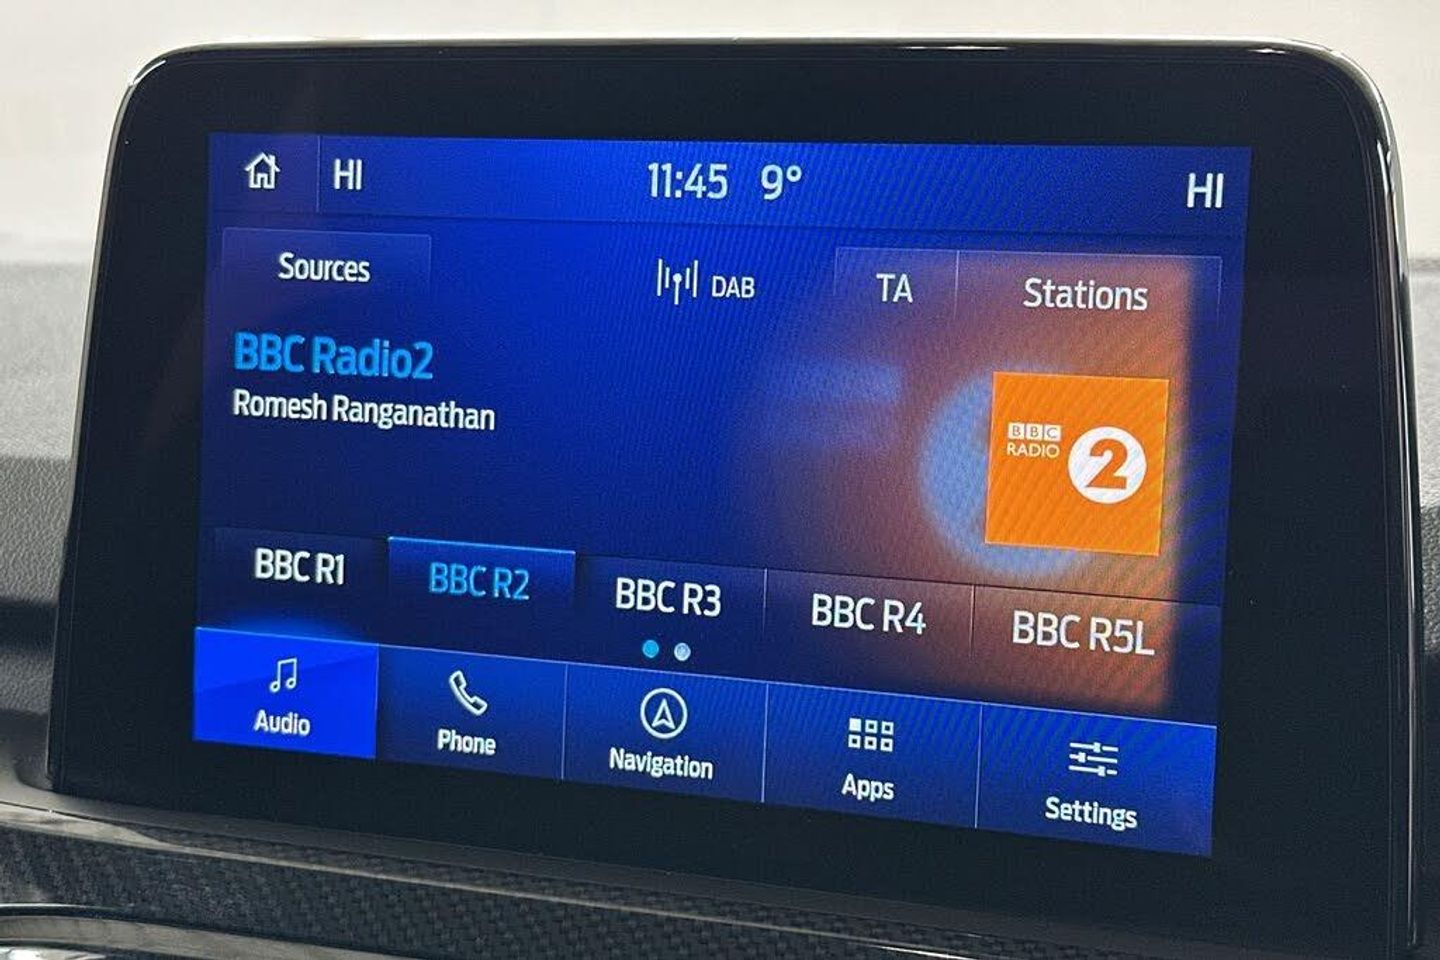 HI 11:45 9° HI
Sources DAB TA Stations
BBC Radio2
Romesh Ranganathan
BBC
RADIO
2
BBC R1 BBC R2 BBC R3 BBC R4 BBC R5L
Audio Phone Navigation Apps Settings